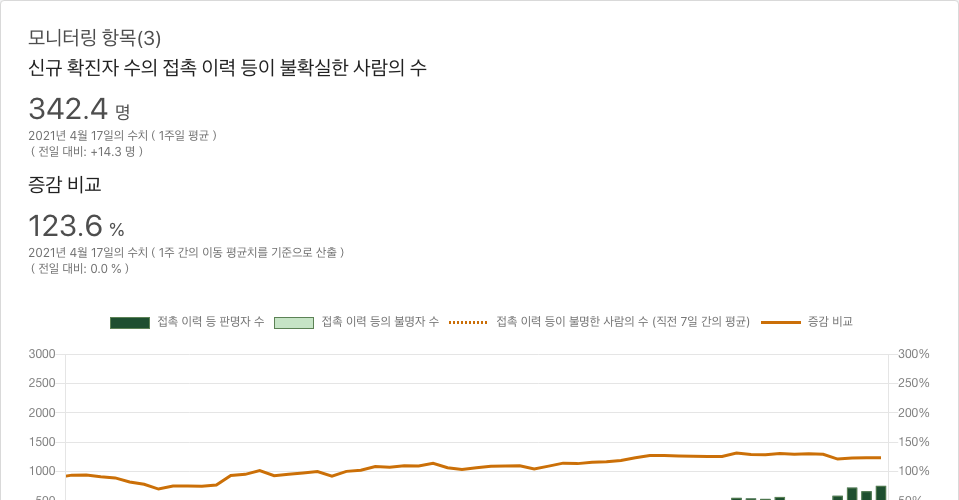 모니터링 항목(3)
신규 확진자 수의 접촉 이력 등이 불확실한 사람의 수
342.4 명
2021년 4월 17일의 수치 ( 1주일 평균 )
( 전일 대비: +14.3 명 )
증감 비교
123.6 %
2021년 4월 17일의 수치 ( 1주 간의 이동 평균치를 기준으로 산출 )
( 전일 대비: 0.0 % )
접촉 이력 등 판명자 수 접촉 이력 등의 불명자 수 접촉 이력 등이 불명한 사람의 수 (직전 7일 간의 평균) 증감 비교
3000 300%
2500 250%
2000 200%
1500 150%
1000 100%
500 50%